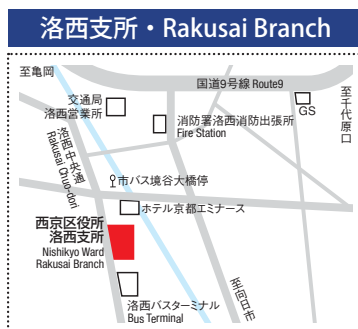 洛西支所・Rakusai Branch
至亀岡
国道9号線 Route9
交通局
洛西営業所
消防署洛西消防出張所
Fire Station
GS
至千代原口
洛西中央通
Rakusai Chuo-dori
市バス境谷大橋停
ホテル京都エミナース
西京区役所
洛西支所
Nishikyo Ward
Rakusai Branch
至向日市
洛西バスターミナル
Bus Terminal